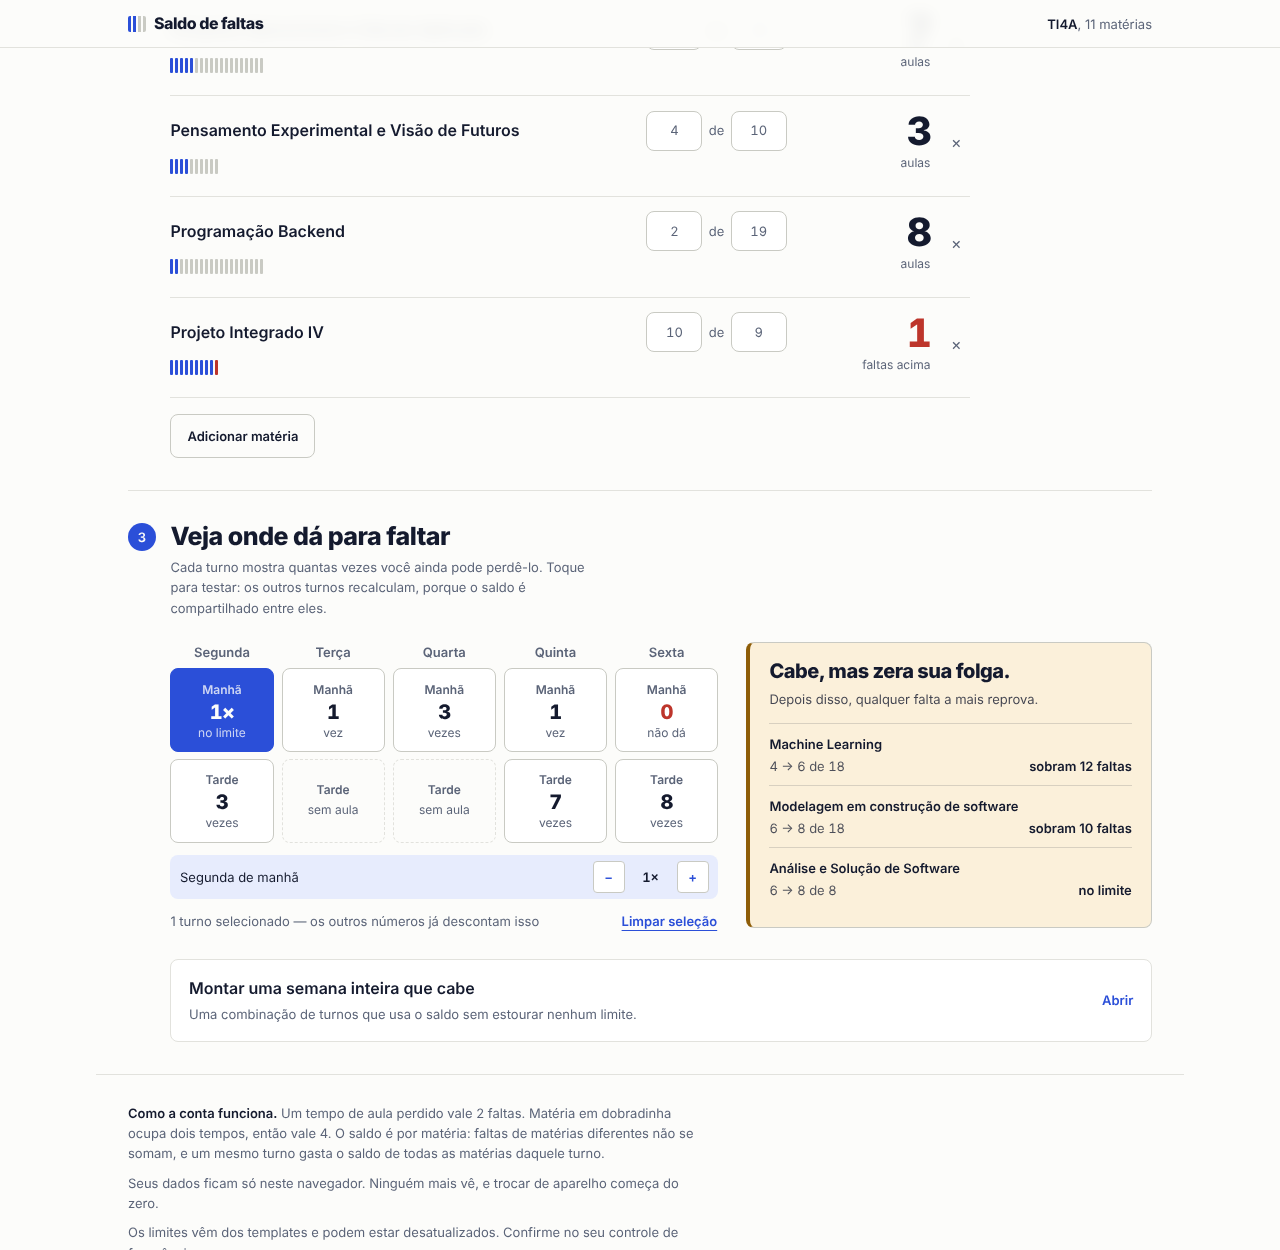 Saldo de faltas
TI4A, 11 matérias
aulas
Pensamento Experimental e Visão de Futuros
4 de 10
3
aulas
×
Programação Backend
2 de 19
8
aulas
×
Projeto Integrado IV
10 de 9
1
faltas acima
×
Adicionar matéria
3
Veja onde dá para faltar
Cada turno mostra quantas vezes você ainda pode perdê-lo. Toque
para testar: os outros turnos recalculam, porque o saldo é
compartilhado entre eles.
Segunda Terça Quarta Quinta Sexta
Manhã Manhã Manhã Manhã Manhã
1× 1 3 1 0
no limite vez vezes vez não dá
Tarde Tarde Tarde Tarde Tarde
3 sem aula sem aula 7 8
vezes vezes vezes
Segunda de manhã − 1× +
1 turno selecionado — os outros números já descontam isso Limpar seleção
Cabe, mas zera sua folga.
Depois disso, qualquer falta a mais reprova.
Machine Learning
4 → 6 de 18 sobram 12 faltas
Modelagem em construção de software
6 → 8 de 18 sobram 10 faltas
Análise e Solução de Software
6 → 8 de 8 no limite
Montar uma semana inteira que cabe
Uma combinação de turnos que usa o saldo sem estourar nenhum limite.
Abrir
Como a conta funciona. Um tempo de aula perdido vale 2 faltas. Matéria em dobradinha
ocupa dois tempos, então vale 4. O saldo é por matéria: faltas de matérias diferentes não se
somam, e um mesmo turno gasta o saldo de todas as matérias daquele turno.
Seus dados ficam só neste navegador. Ninguém mais vê, e trocar de aparelho começa do
zero.
Os limites vêm dos templates e podem estar desatualizados. Confirme no seu controle de